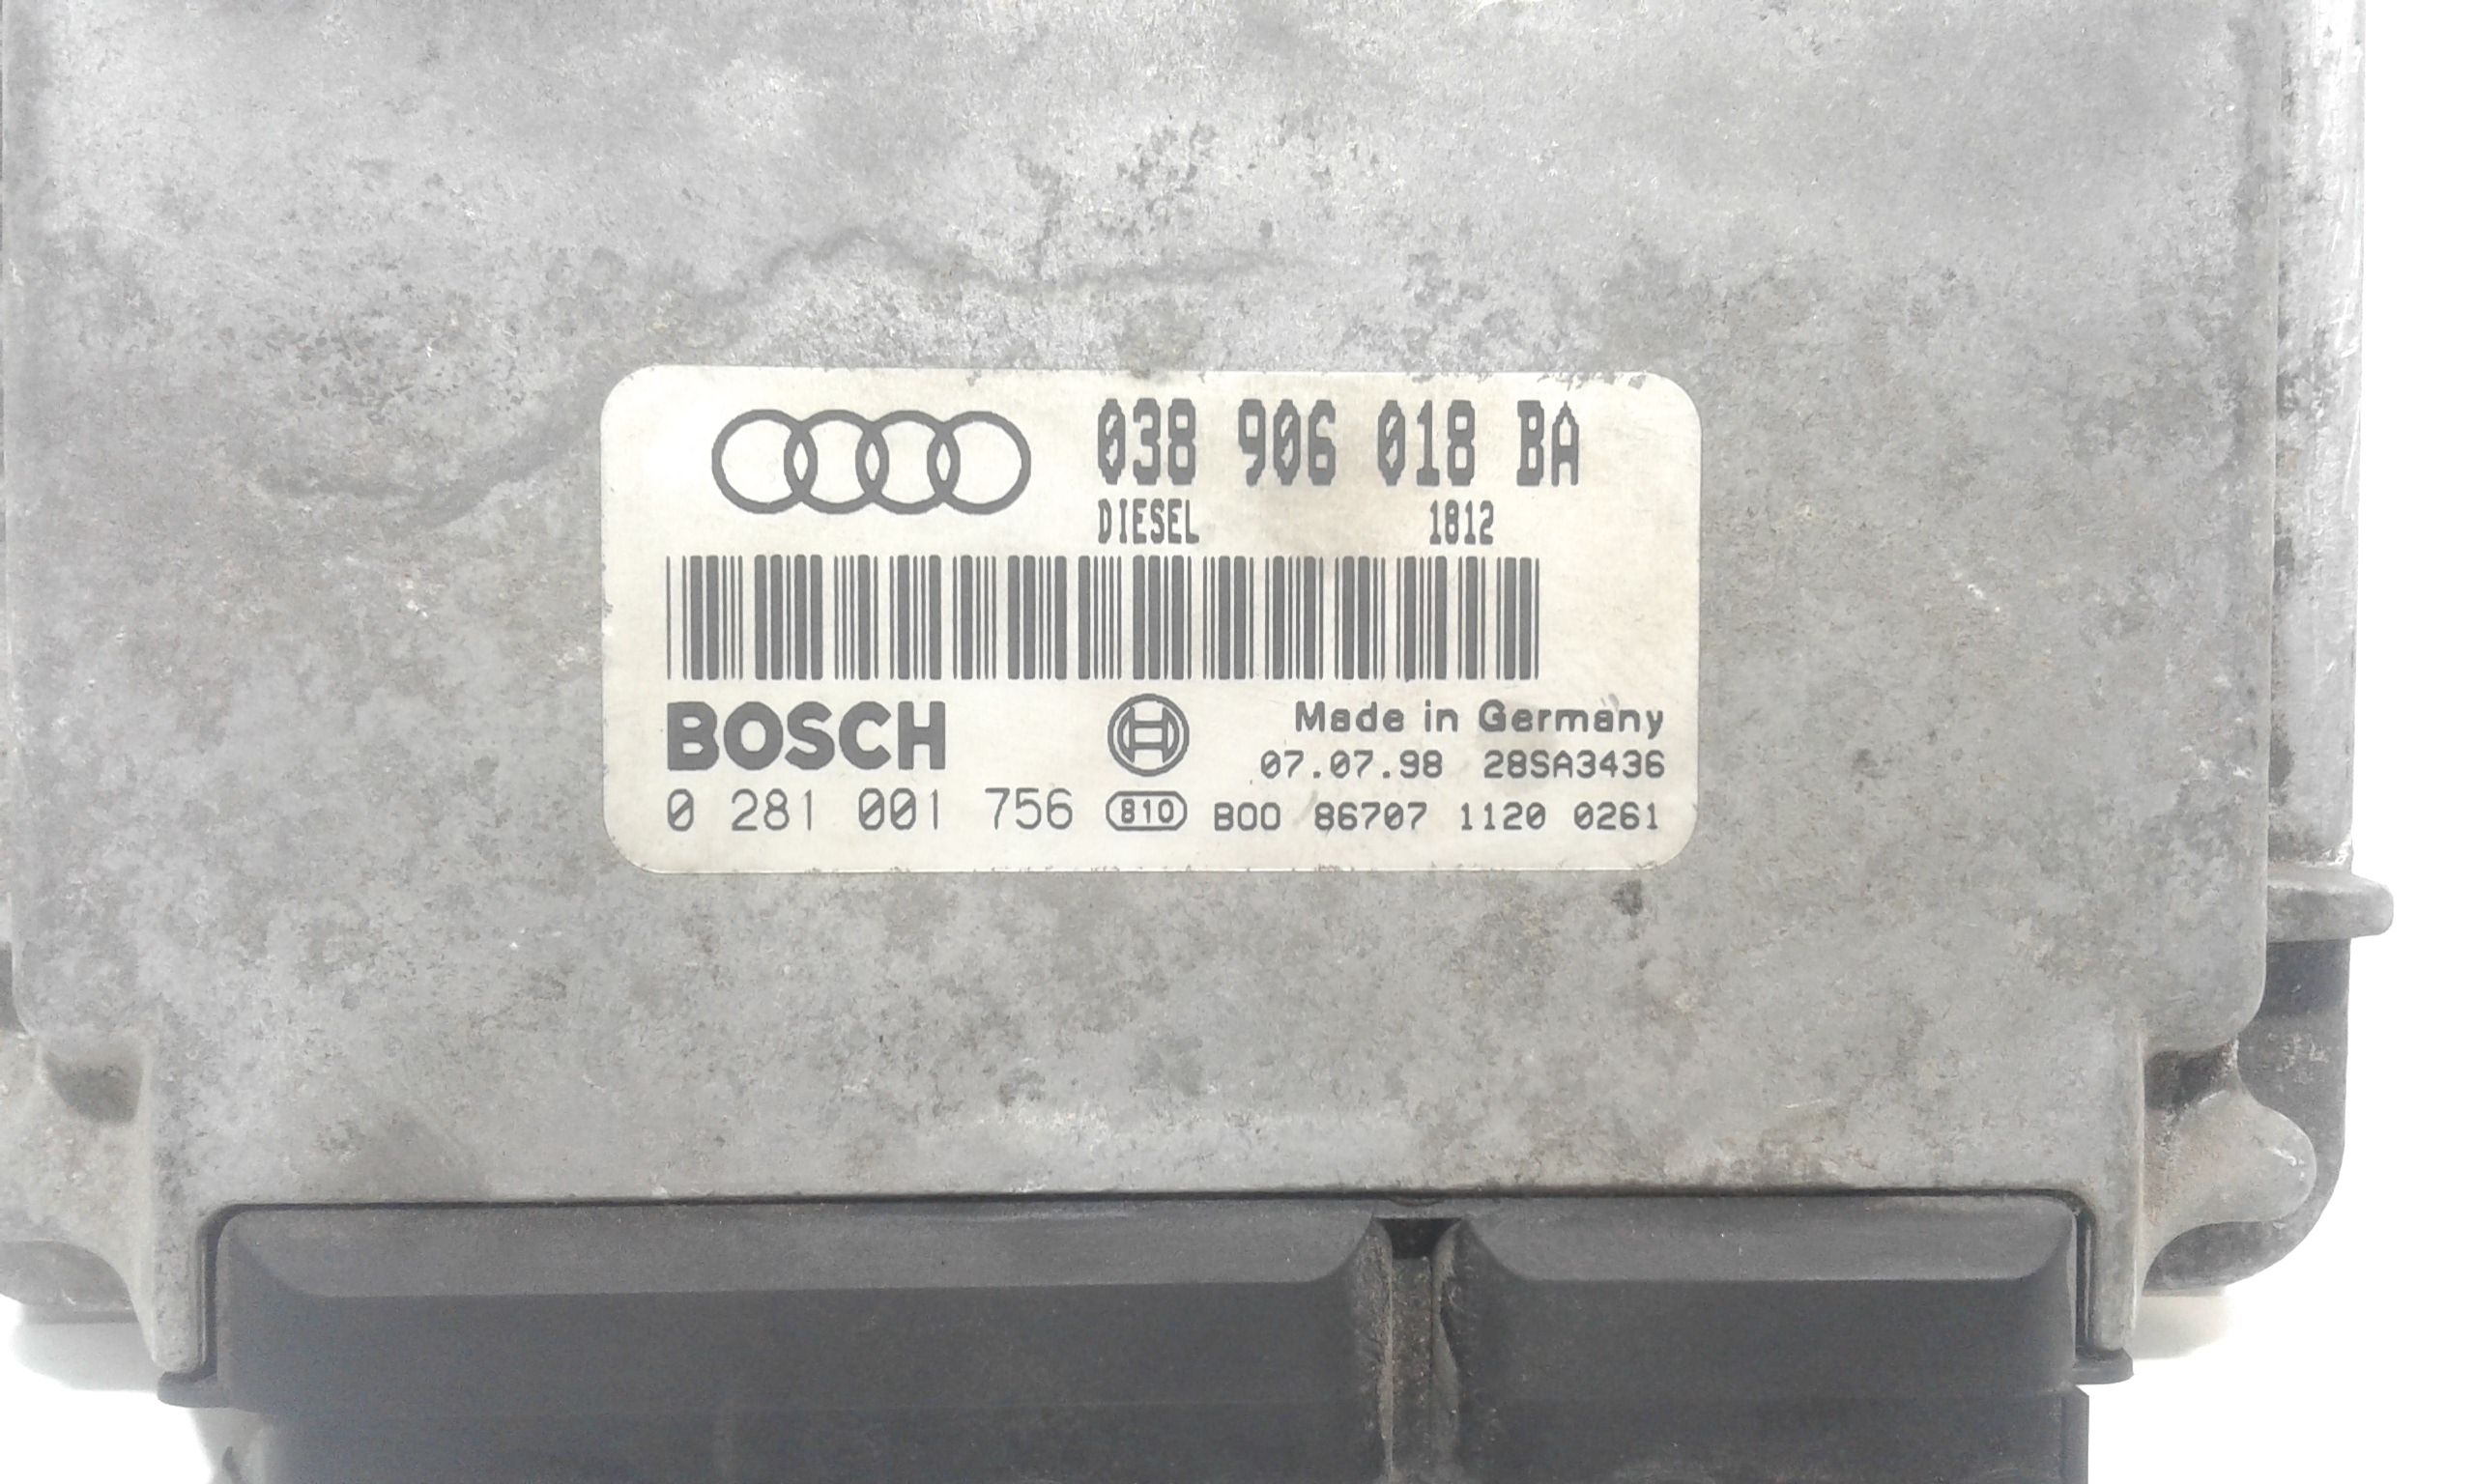 038 906 018 BA
DIESEL 1812
BOSCH
Made in Germany
07.07.98 28SA3436
0 281 001 756 810 B00 86707 1120 0261